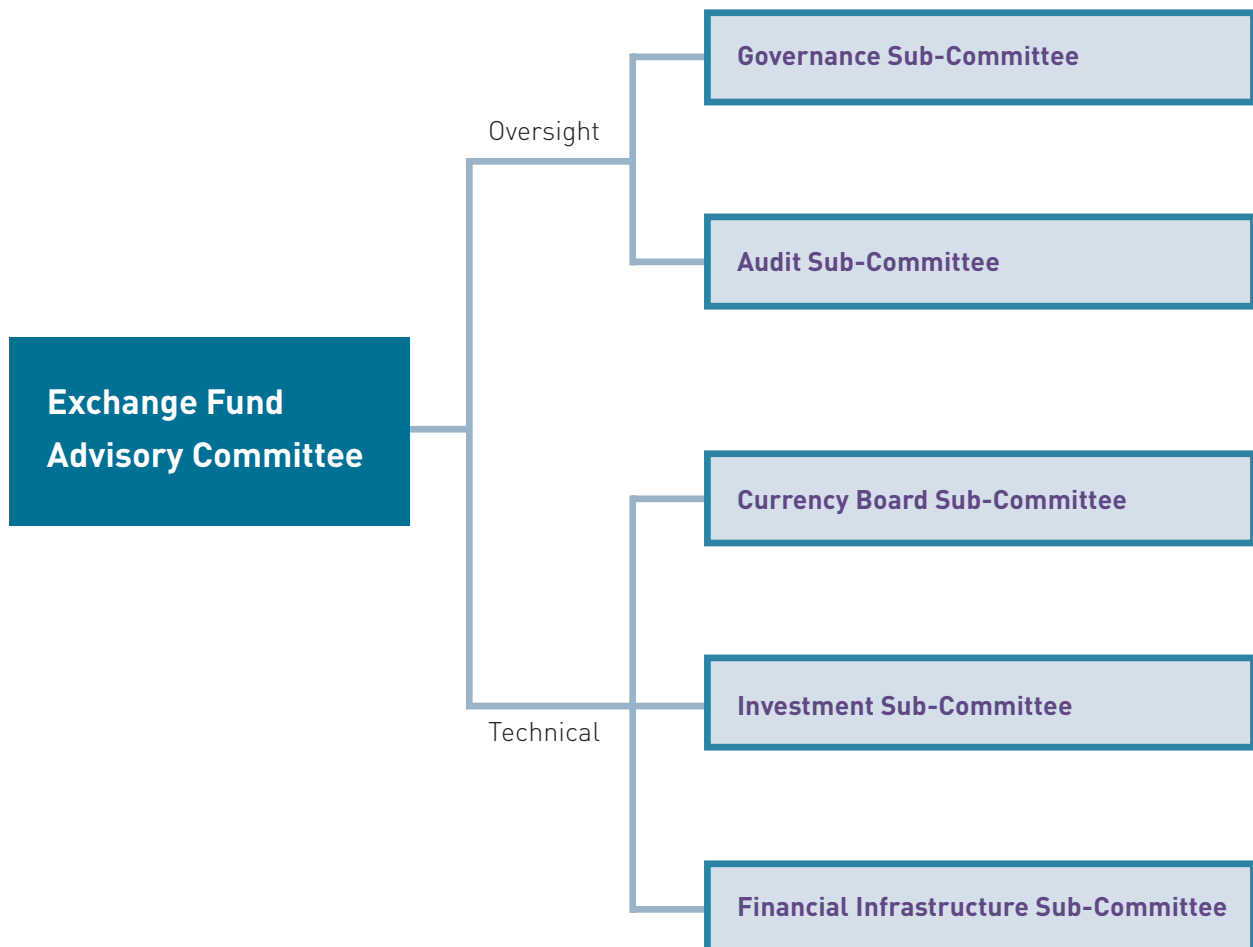 Exchange Fund
Advisory Committee
Oversight
Governance Sub-Committee
Audit Sub-Committee
Technical
Currency Board Sub-Committee
Investment Sub-Committee
Financial Infrastructure Sub-Committee